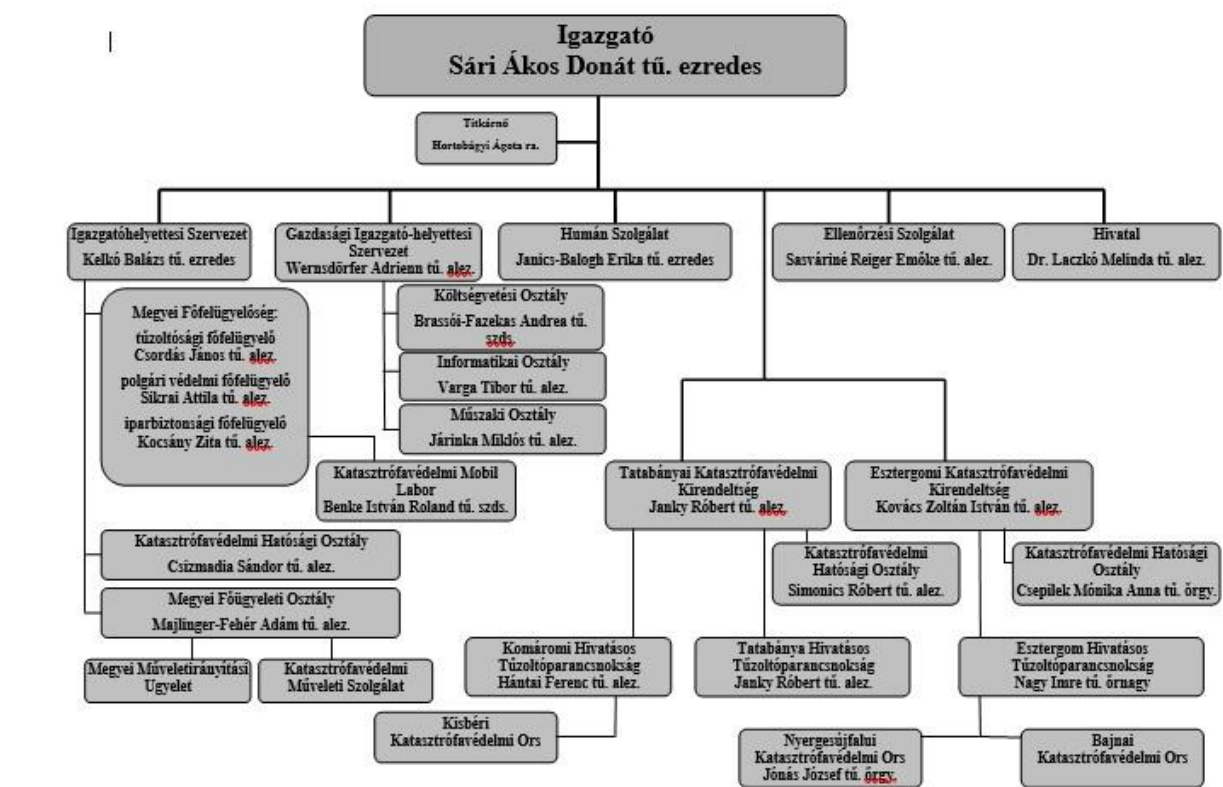 Igazgató
Sári Ákos Donát tű. ezredes
Titkárnő
Hortobágyi Ágota ra.
Igazgatóhelyettesi Szervezet
Kelkó Balázs tű. ezredes
Gazdasági Igazgató-helyettesi
Szervezet
Wernsdörfer Adrienn tű. alez.
Humán Szolgálat
Janics-Balogh Erika tű. ezredes
Ellenőrzési Szolgálat
Sasváriné Reiger Emőke tű. alez.
Hivatal
Dr. Laczkó Melinda tű. alez.
Megyei Főfelügyelőség:
tűzoltósági főfelügyelő
Csordás János tű. alez.
polgári védelmi főfelügyelő
Sikrai Attila tű. alez.
iparbiztonsági főfelügyelő
Kocsány Zita tű. alez.
Költségvetési Osztály
Brassói-Fazekas Andrea tű.
szds.
Informatikai Osztály
Varga Tibor tű. alez.
Műszaki Osztály
Járinka Miklós tű. alez.
Katasztrófavédelmi Mobil
Labor
Benke István Roland tű. szds.
Tatabányai Katasztrófavédelmi
Kirendeltség
Janky Róbert tű. alez.
Esztergomi Katasztrófavédelmi
Kirendeltség
Kovács Zoltán István tű. alez.
Katasztrófavédelmi Hatósági Osztály
Csizmadia Sándor tű. alez.
Katasztrófavédelmi
Hatósági Osztály
Simonics Róbert tű. alez.
Katasztrófavédelmi Hatósági
Osztály
Csepilek Mónika Anna tű. őrgy.
Megyei Főügyeleti Osztály
Majlinger-Fehér Adám tű. alez.
Megyei Műveletirányítási
Ugyelet
Katasztrófavédelmi
Műveleti Szolgálat
Komáromi Hivatásos
Tűzoltóparancsnokság
Hántai Ferenc tű. alez.
Tatabánya Hivatásos
Tűzoltóparancsnokság
Janky Róbert tű. alez.
Esztergom Hivatásos
Tűzoltóparancsnokság
Nagy Imre tű. őrnagy
Kisbéri
Katasztrófavédelmi Ors
Nyergesújfalui
Katasztrófavédelmi Ors
Jónás József tű. őrgy.
Bajnai
Katasztrófavédelmi Ors